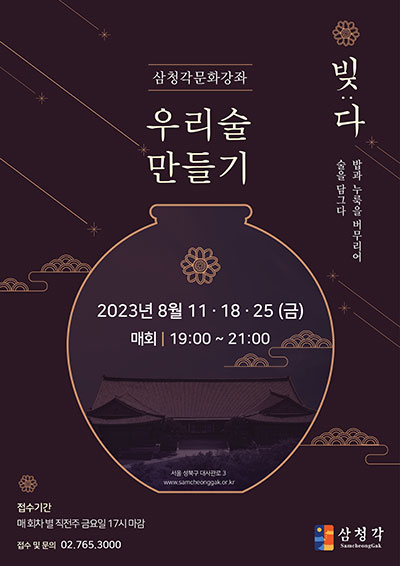 삼청각문화강좌
우리술
만들기
빚:다
밥과 누룩을 버무리어
술을 담그다
2023년 8월 11 · 18 · 25 (금)
매회 | 19:00 ~ 21:00
서울 성북구 대사관로 3
www.samcheonggak.or.kr
접수기간
매 회차 별 직전주 금요일 17시 마감
접수 및 문의 02.765.3000
삼청각
SamcheongGak